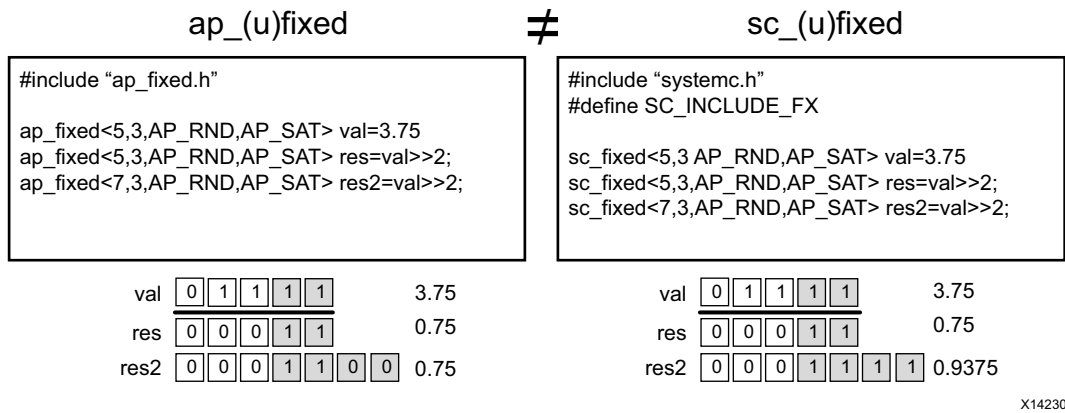 ap_(u)fixed ≠ sc_(u)fixed
#include “ap_fixed.h”
ap_fixed<5,3,AP_RND,AP_SAT> val=3.75
ap_fixed<5,3,AP_RND,AP_SAT> res=val>>2;
ap_fixed<7,3,AP_RND,AP_SAT> res2=val>>2;
#include “systemc.h”
#define SC_INCLUDE_FX
sc_fixed<5,3 AP_RND,AP_SAT> val=3.75
sc_fixed<5,3,AP_RND,AP_SAT> res=val>>2;
sc_fixed<7,3,AP_RND,AP_SAT> res2=val>>2;
val 0 1 1 1 1 3.75
res 0 0 0 1 1 0.75
res2 0 0 0 1 1 0 0 0.75
val 0 1 1 1 1 3.75
res 0 0 0 1 1 0.75
res2 0 0 0 1 1 1 1 0.9375
X14230